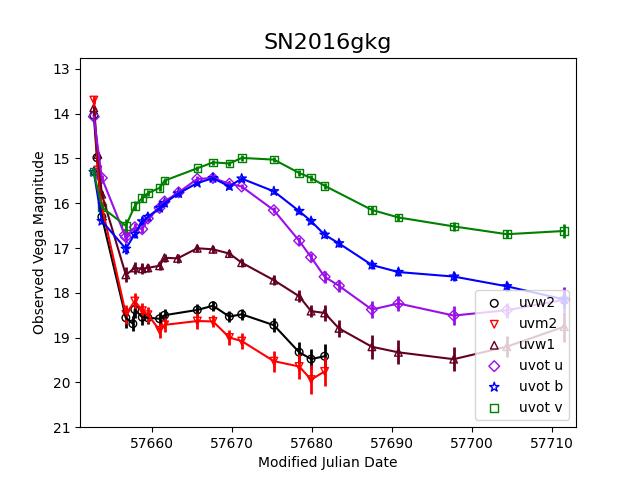 SN2016gkg
Observed Vega Magnitude
13
14
15
16
17
18
19
20
21
uvw2
uvm2
uvw1
uvot u
uvot b
uvot v
57660 57670 57680 57690 57700 57710
Modified Julian Date